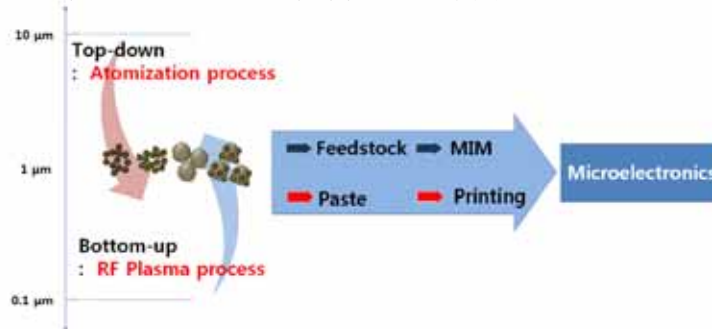 10 μm
Top-down
: Atomization process
1 μm
Feedstock
MIM
Paste
Printing
Microelectronics
Bottom-up
: RF Plasma process
0.1 μm